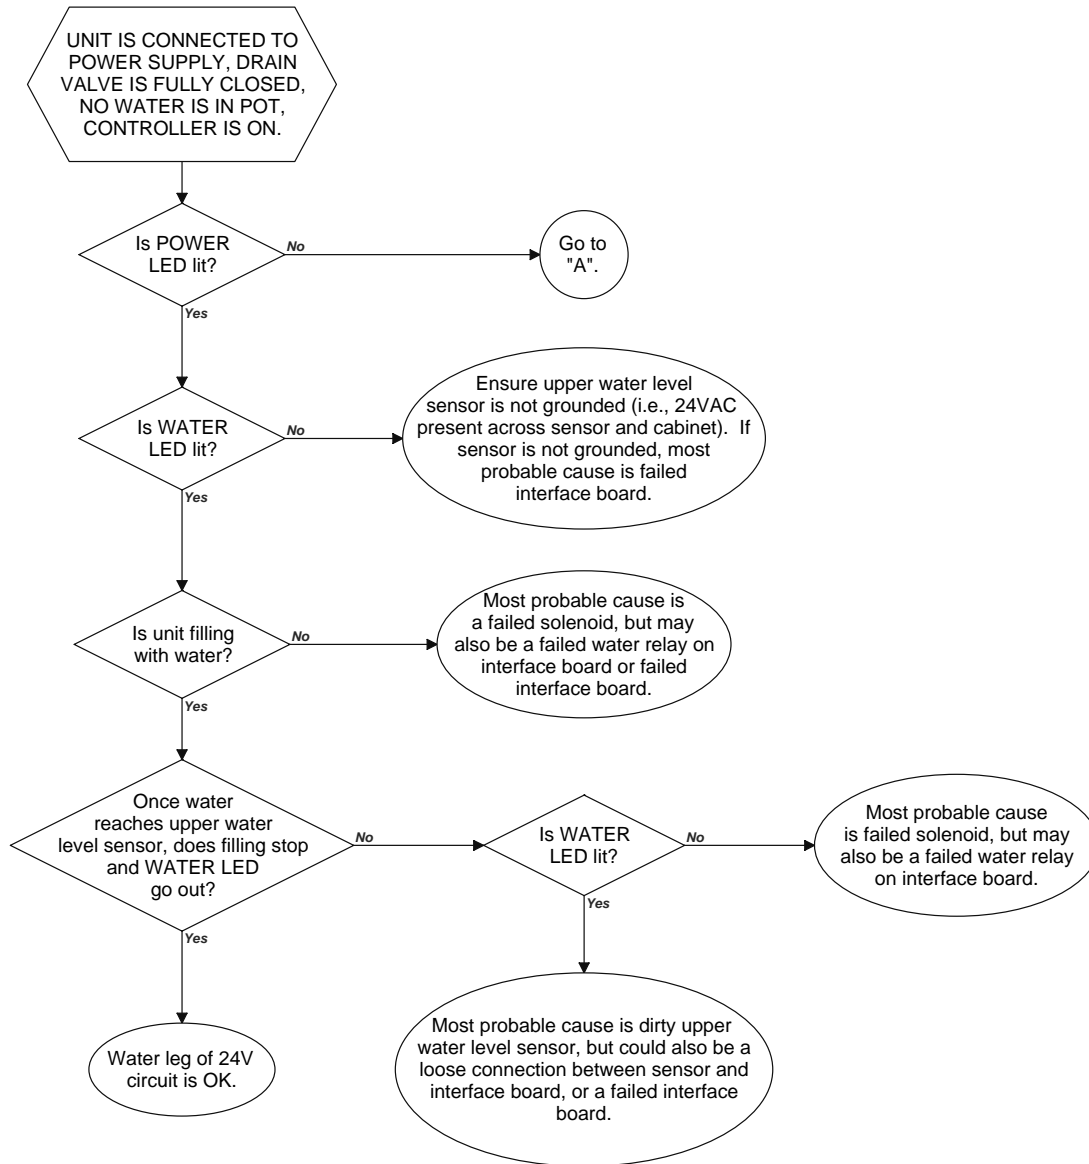 UNIT IS CONNECTED TO
POWER SUPPLY, DRAIN
VALVE IS FULLY CLOSED,
NO WATER IS IN POT,
CONTROLLER IS ON.
Is POWER
LED lit?
No
Go to
"A".
Yes
Is WATER
LED lit?
No
Ensure upper water level
sensor is not grounded (i.e., 24VAC
present across sensor and cabinet). If
sensor is not grounded, most
probable cause is failed
interface board.
Yes
Is unit filling
with water?
No
Most probable cause is
a failed solenoid, but may
also be a failed water relay on
interface board or failed
interface board.
Yes
Once water
reaches upper water
level sensor, does filling stop
and WATER LED
go out?
No
Is WATER
LED lit?
No
Most probable cause
is failed solenoid, but may
also be a failed water relay
on interface board.
Yes
Yes
Water leg of 24V
circuit is OK.
Most probable cause is dirty upper
water level sensor, but could also be a
loose connection between sensor and
interface board, or a failed interface
board.